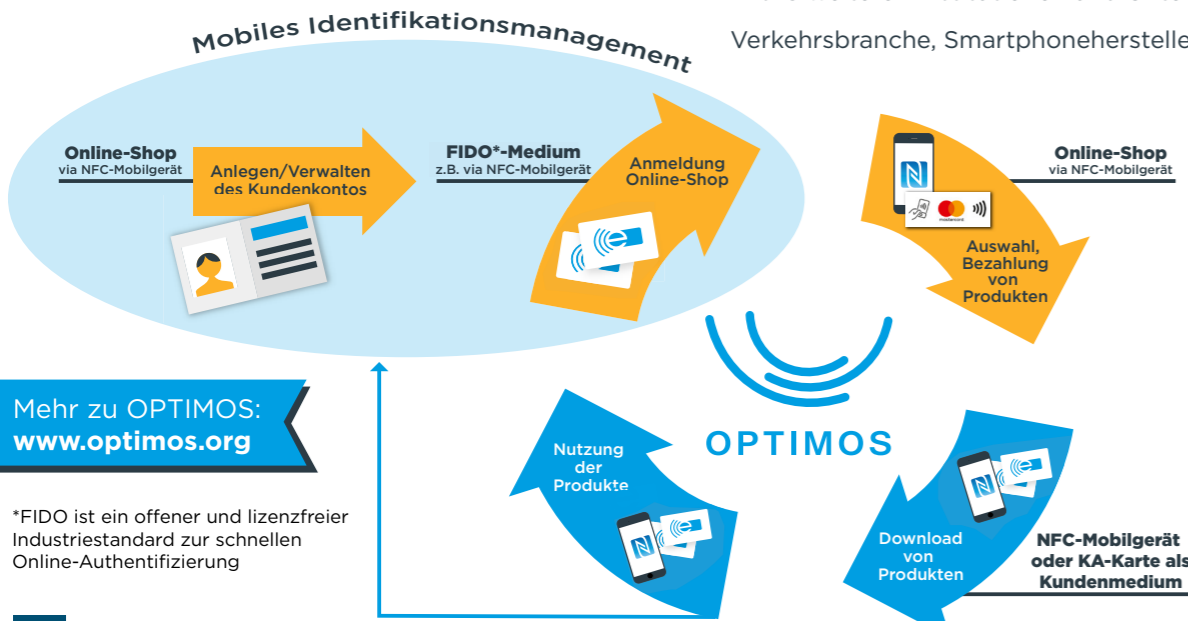 Verkehrsbranche, Smartphoneherstelle
Mobiles Identifikationsmanagement
Online-Shop
via NFC-Mobilgerät
Anlegen/Verwalten
des Kundenkontos
FIDO*-Medium
z.B. via NFC-Mobilgerät
Anmeldung
Online-Shop
Online-Shop
via NFC-Mobilgerät
mastercard
Auswahl,
Bezahlung
von
Produkten
OPTIMOS
Download
von
Produkten
NFC-Mobilgerät
oder KA-Karte als
Kundenmedium
Nutzung
der
Produkte
Mehr zu OPTIMOS:
www.optimos.org
*FIDO ist ein offener und lizenzfreier
Industriestandard zur schnellen
Online-Authentifizierung